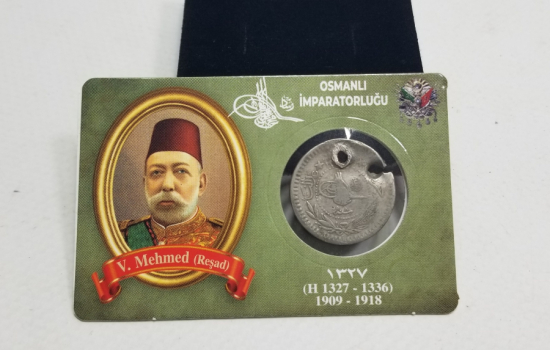 OSMANLI
İMPARATORLUĞU
V. Mehmed (Reşad)
١٣٢٧
(H 1327 - 1336)
1909 - 1918